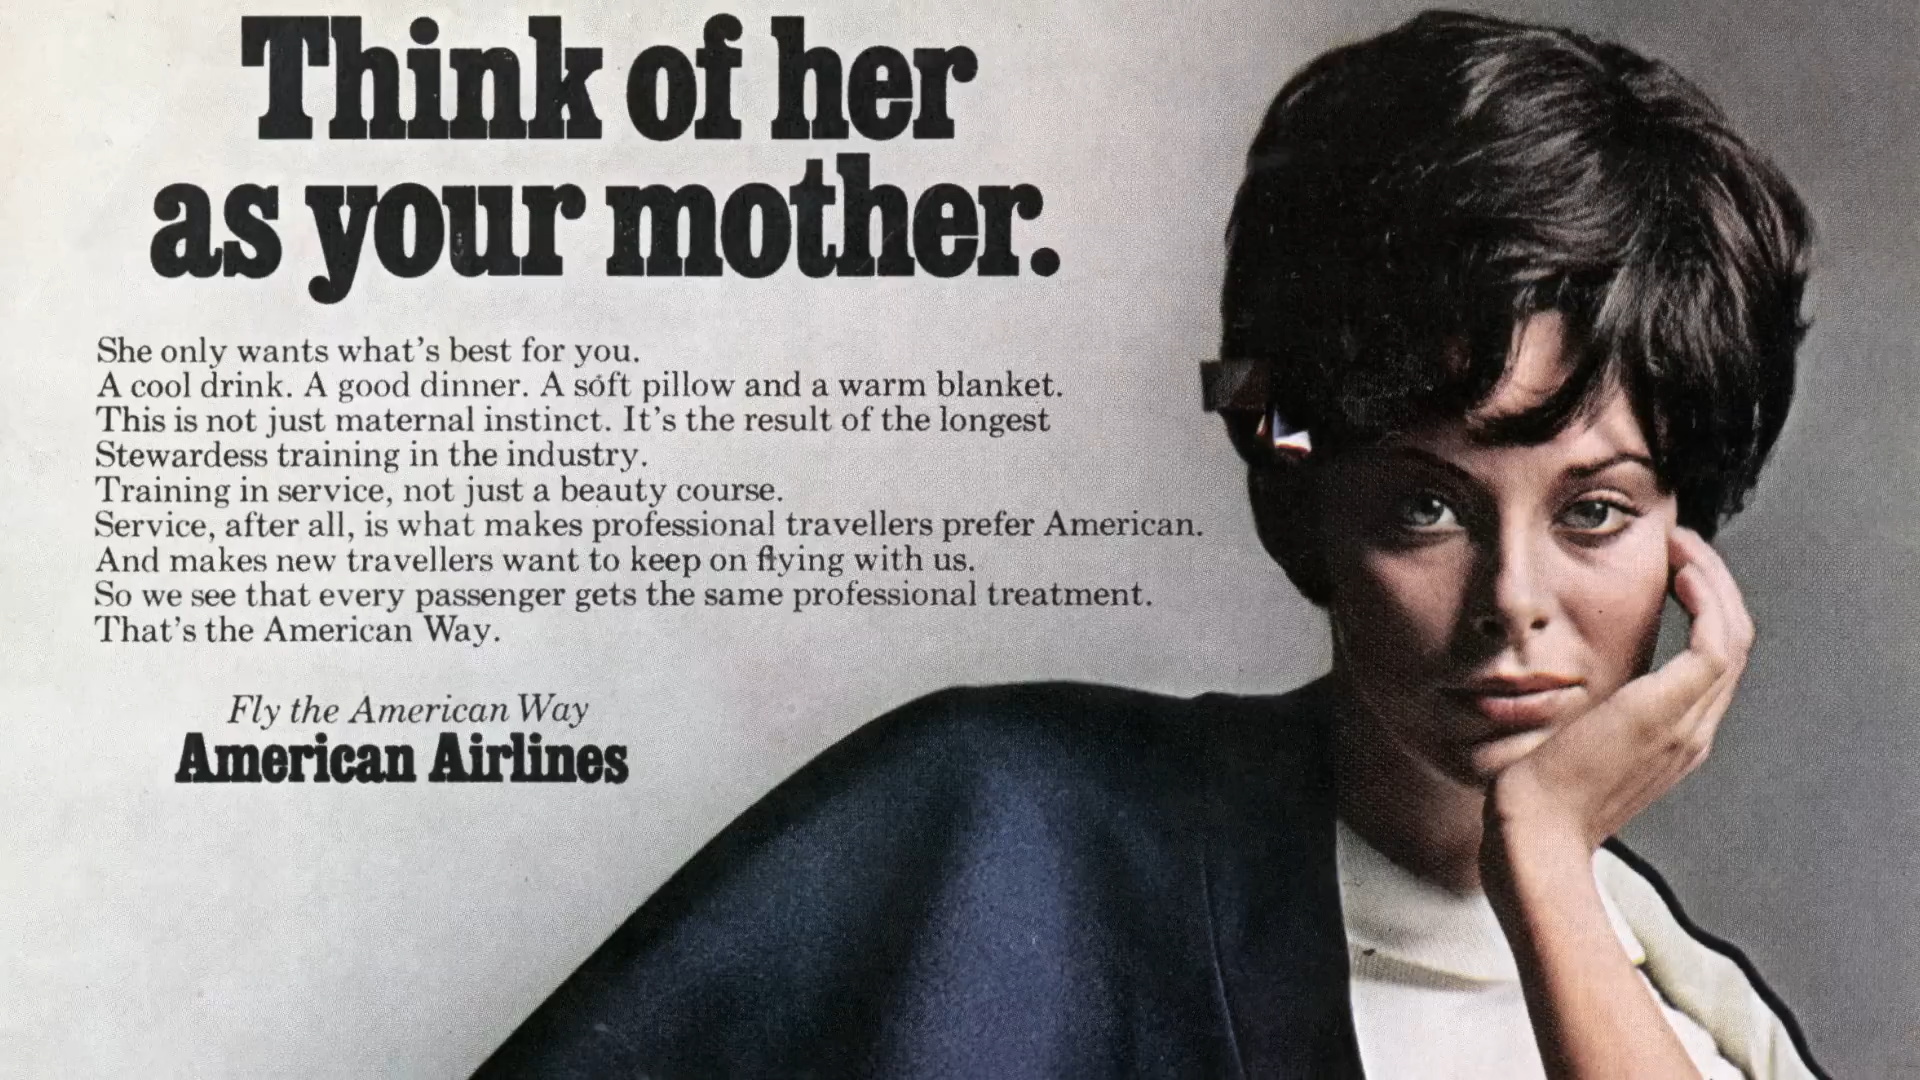 Think of her
as your mother.
She only wants what's best for you.
A cool drink. A good dinner. A soft pillow and a warm blanket.
This is not just maternal instinct. It's the result of the longest
Stewardess training in the industry.
Training in service, not just a beauty course.
Service, after all, is what makes professional travellers prefer American.
And makes new travellers want to keep on flying with us.
So we see that every passenger gets the same professional treatment.
That's the American Way.
Fly the American Way
American Airlines